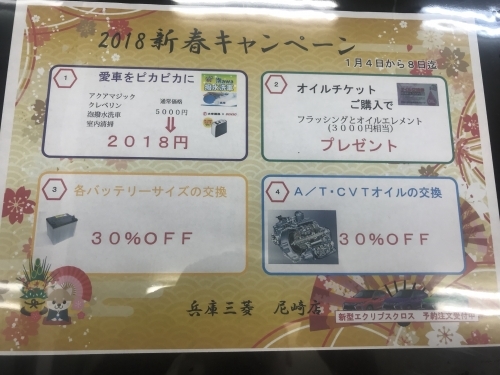 2018新春キャンペーン
1月4日から8日迄
1
愛車をピカピカに
アクアマジック
クレベリン
泡撥水洗車
室内清掃
通常価格
5000円
撥水洗車
2018円
2
オイルチケット
ご購入で
フラッシングとオイルエレメント
(3000円相当)
プレゼント
3
各バッテリーサイズの交換
30%OFF
4
A/T・CVTオイルの交換
30%OFF
兵庫三菱 尼崎店
新型エクリプスクロス 予約注文受付中